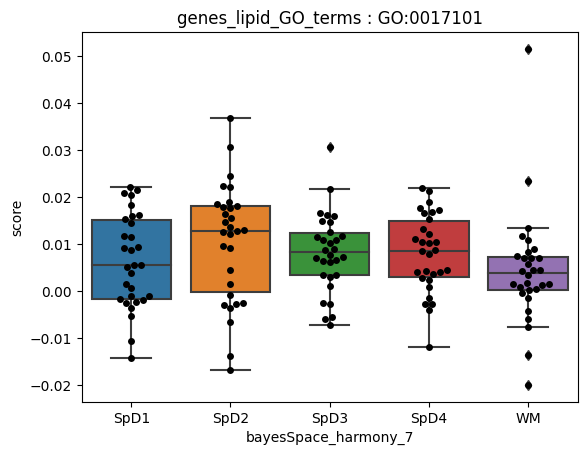 genes_lipid_GO_terms : GO:0017101
0.05
0.04
0.03
0.02
0.01
0.00
−0.01
−0.02
score
SpD1 SpD2 SpD3 SpD4 WM
bayesSpace_harmony_7